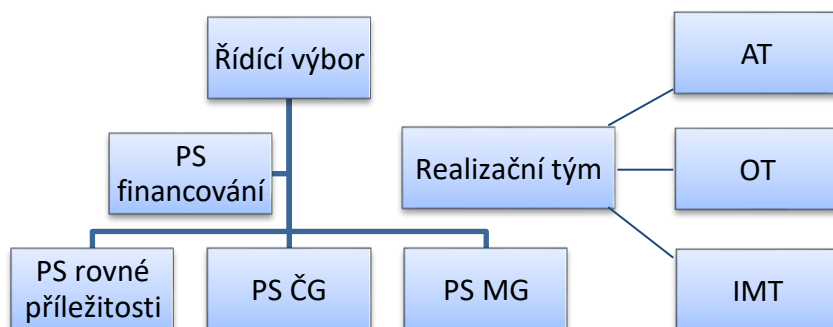 Řídící
výbor
PS
financování
PS rovné
příležitosti
PS ČG
PS MG
Realizační tým
AT
OT
IMT